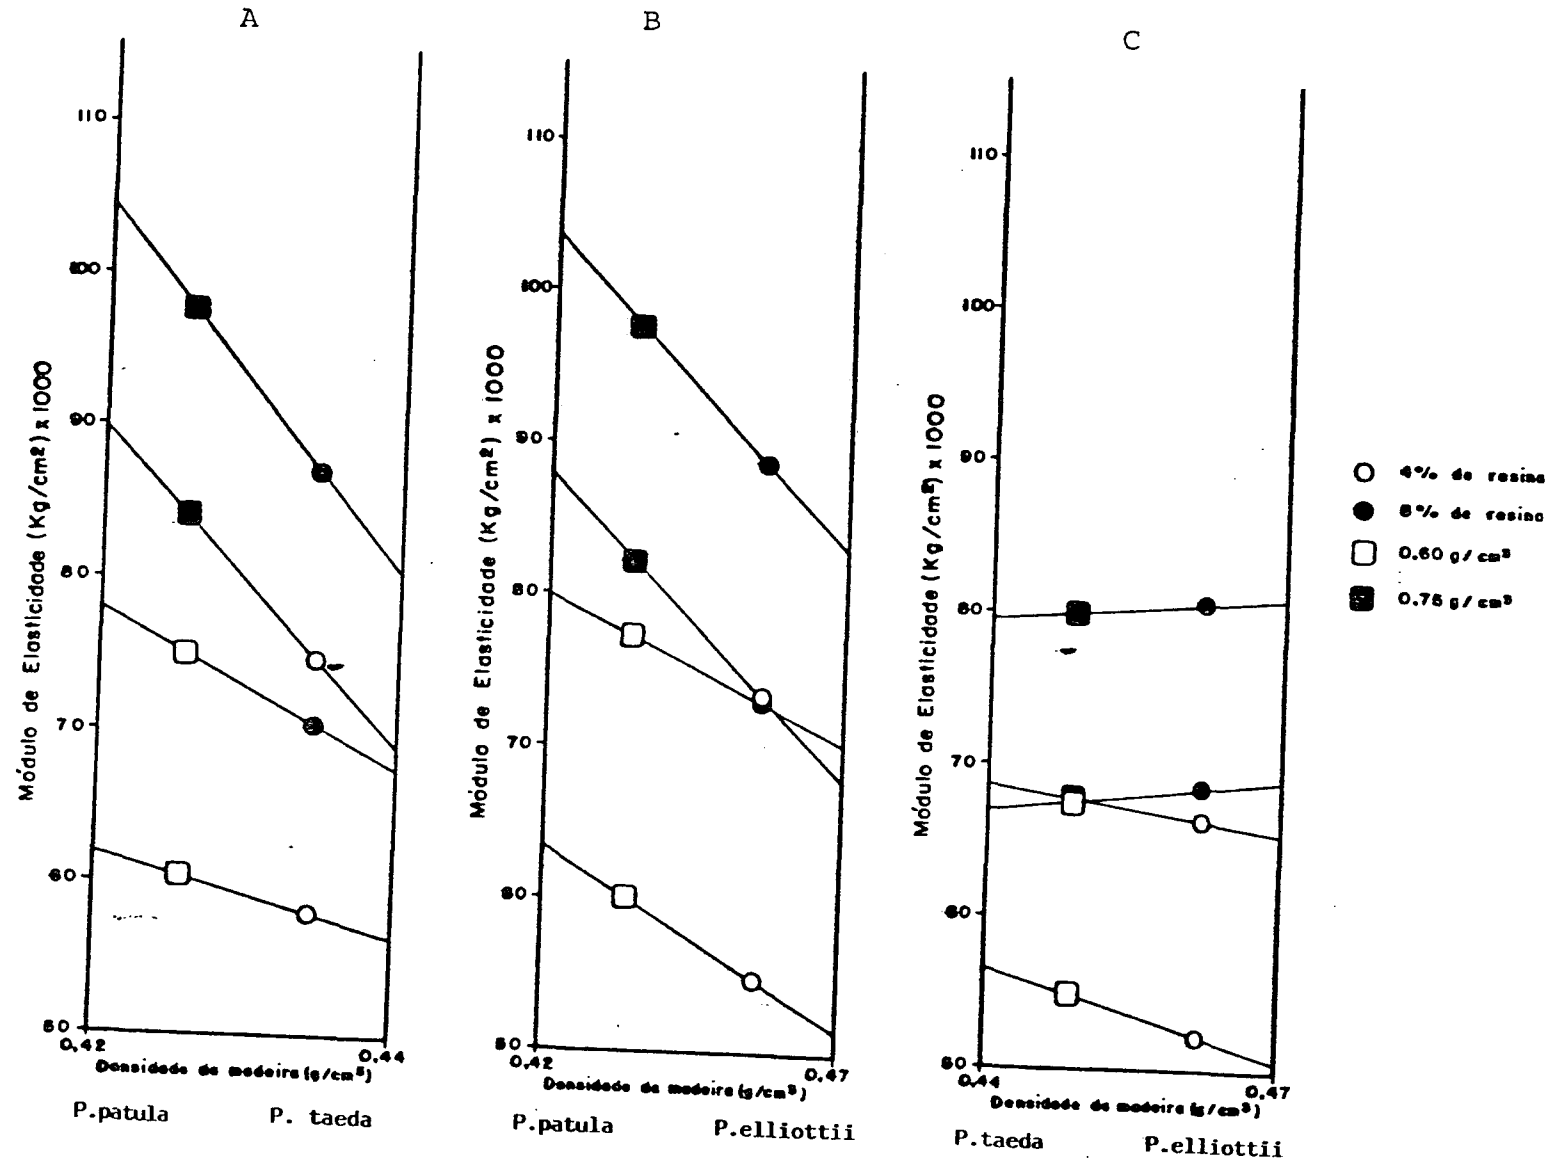 A
Módulo de Elasticidade (Kg/cm²) x 1000
110
100
90
80
70
60
50
0,42
0.44
Densidade da madeira (g/cm³)
P.patula
P. taeda
B
Módulo de Elasticidade (Kg/cm²) x 1000
110
100
90
80
70
60
50
0.42
0.47
Densidade da madeira (g/cm³)
P.patula
P.elliottii
C
Módulo de Elasticidade (Kg/cm²) x 1000
110
100
90
80
70
60
50
0.44
0.47
Densidade da madeira (g/cm³)
P.taeda
P.elliottii
4% de resina
8% de resina
0.60 g/cm³
0.75 g/cm³